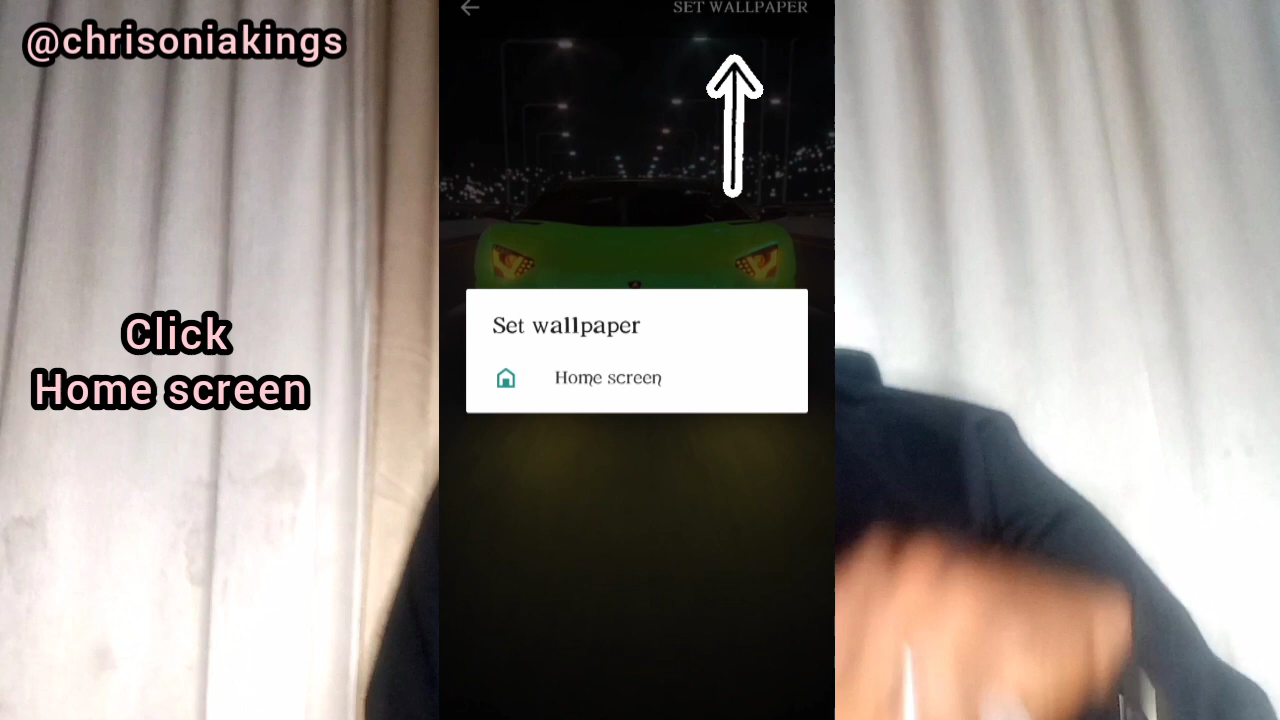 @chrisoniakings
SET WALLPAPER
Click
Home screen
Set wallpaper
Home screen